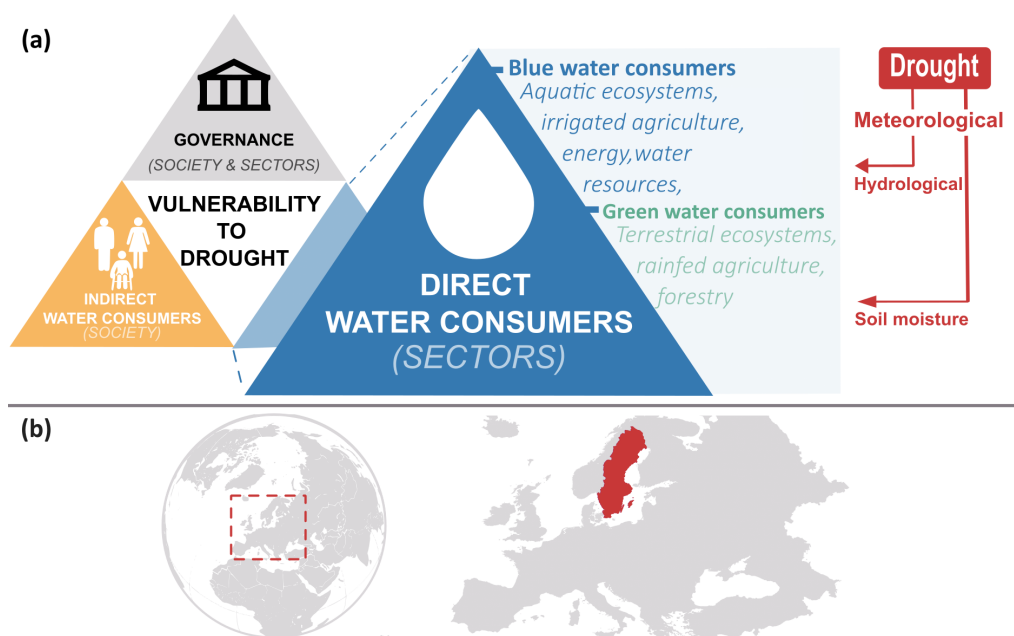 (a)
GOVERNANCE
(SOCIETY & SECTORS)
VULNERABILITY
TO
DROUGHT
INDIRECT
WATER CONSUMERS
(SOCIETY)
DIRECT
WATER CONSUMERS
(SECTORS)
Blue water consumers
Aquatic ecosystems,
irrigated agriculture,
energy,water
resources,
Green water consumers
Terrestrial ecosystems,
rainfed agriculture,
forestry
Drought
Meteorological
Hydrological
Soil moisture
(b)